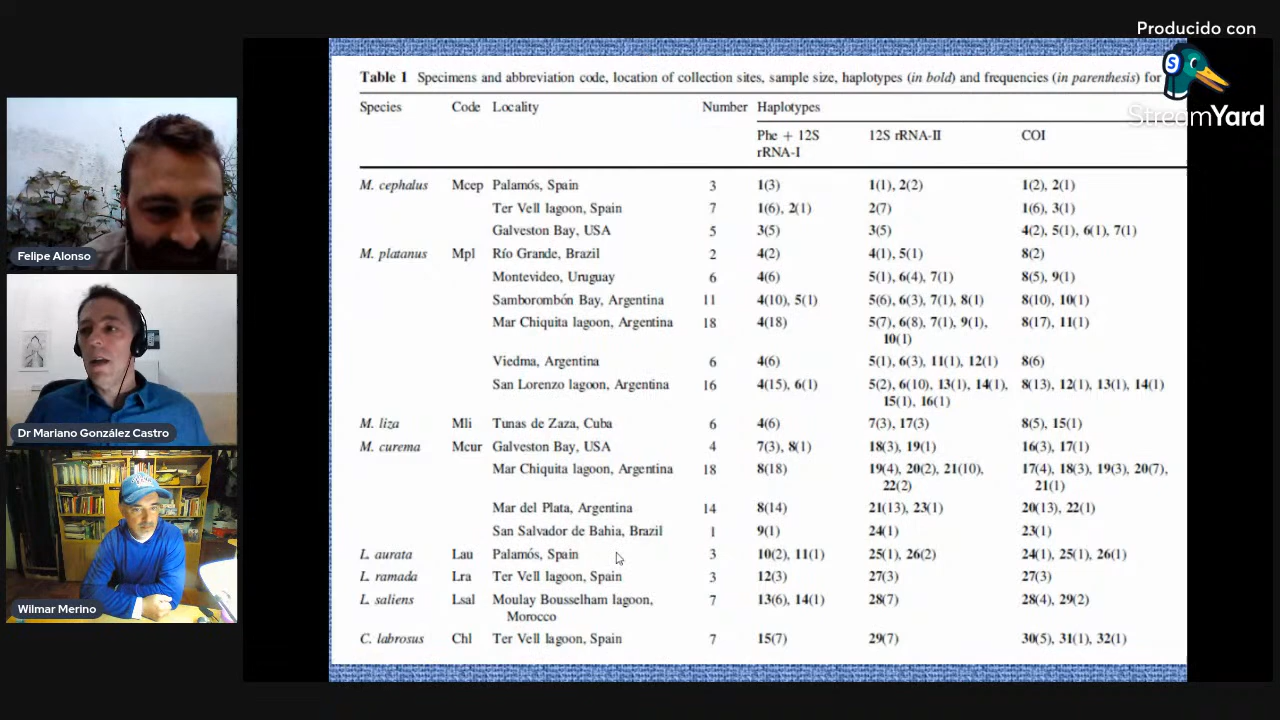 Producido con
StreamYard
Felipe Alonso
Dr Mariano González Castro
Wilmar Merino
Table 1 Specimens and abbreviation code, location of collection sites, sample size, haplotypes (in bold) and frequencies (in parenthesis) for
Species Code Locality Number Haplotypes
Phe + 12S rRNA-I 12S rRNA-II COI
M. cephalus Mcep Palamós, Spain 3 1(3) 1(1), 2(2) 1(2), 2(1)
Ter Vell lagoon, Spain 7 1(6), 2(1) 2(7) 1(6), 3(1)
Galveston Bay, USA 5 3(5) 3(5) 4(2), 5(1), 6(1), 7(1)
M. platanus Mpl Río Grande, Brazil 2 4(2) 4(1), 5(1) 8(2)
Montevideo, Uruguay 6 4(6) 5(1), 6(4), 7(1) 8(5), 9(1)
Samborombón Bay, Argentina 11 4(10), 5(1) 5(6), 6(3), 7(1), 8(1) 8(10), 10(1)
Mar Chiquita lagoon, Argentina 18 4(18) 5(7), 6(8), 7(1), 9(1), 10(1) 8(17), 11(1)
Viedma, Argentina 6 4(6) 5(1), 6(3), 11(1), 12(1) 8(6)
San Lorenzo lagoon, Argentina 16 4(15), 6(1) 5(2), 6(10), 13(1), 14(1), 15(1), 16(1) 8(13), 12(1), 13(1), 14(1)
M. liza Mli Tunas de Zaza, Cuba 6 4(6) 7(3), 17(3) 8(5), 15(1)
M. curema Mcur Galveston Bay, USA 4 7(3), 8(1) 18(3), 19(1) 16(3), 17(1)
Mar Chiquita lagoon, Argentina 18 8(18) 19(4), 20(2), 21(10), 22(2) 17(4), 18(3), 19(3), 20(7), 21(1)
Mar del Plata, Argentina 14 8(14) 21(13), 23(1) 20(13), 22(1)
San Salvador de Bahia, Brazil 1 9(1) 24(1) 23(1)
L. aurata Lau Palamós, Spain 3 10(2), 11(1) 25(1), 26(2) 24(1), 25(1), 26(1)
L. ramada Lra Ter Vell lagoon, Spain 3 12(3) 27(3) 27(3)
L. saliens Lsal Moulay Bousselham lagoon, Morocco 7 13(6), 14(1) 28(7) 28(4), 29(2)
C. labrosus Chl Ter Vell lagoon, Spain 7 15(7) 29(7) 30(5), 31(1), 32(1)